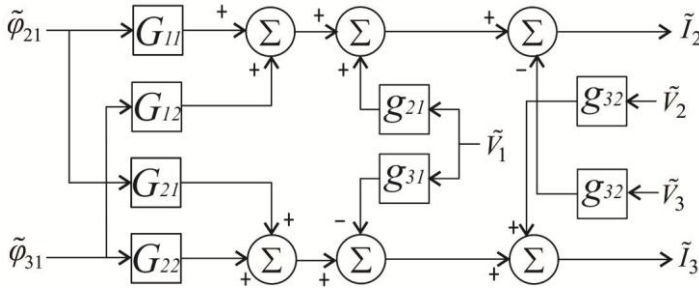 φ̃21 G11 + Σ + Σ + Σ Ĩ2
+ + −
G12 g21 g32 Ṽ2
Ṽ1
G21 g31 g32 Ṽ3
+ − +
φ̃31 G22 + Σ + Σ + Σ Ĩ3